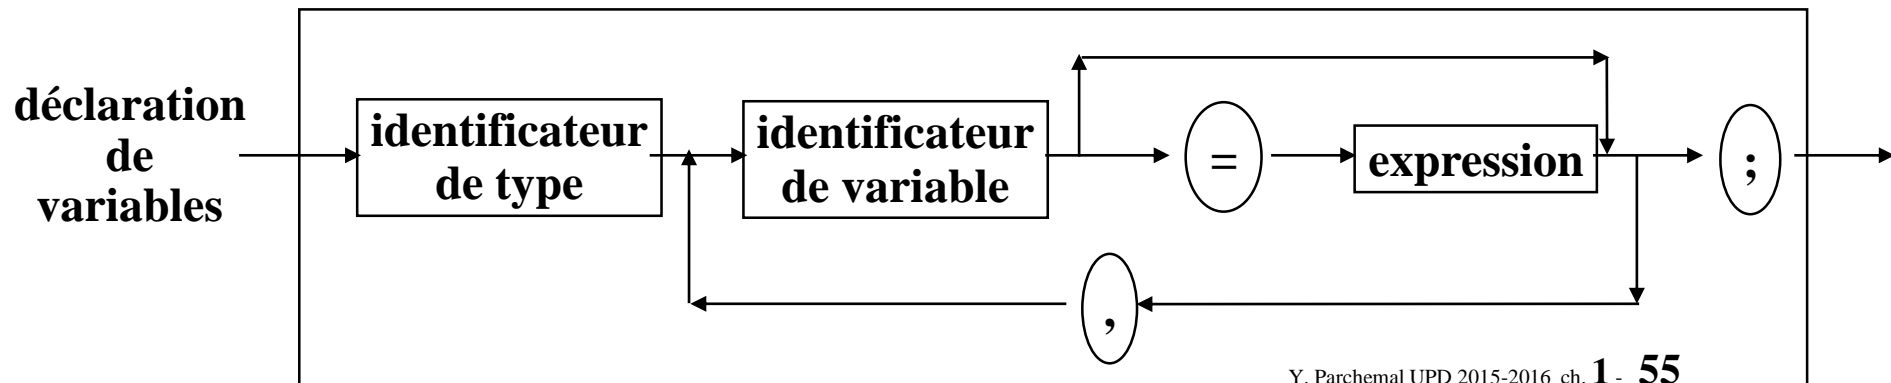 déclaration
de
variables
identificateur
de type
identificateur
de variable
=
expression
;
,
Y. Parchemal UPD 2015-2016 ch. 1 - 55